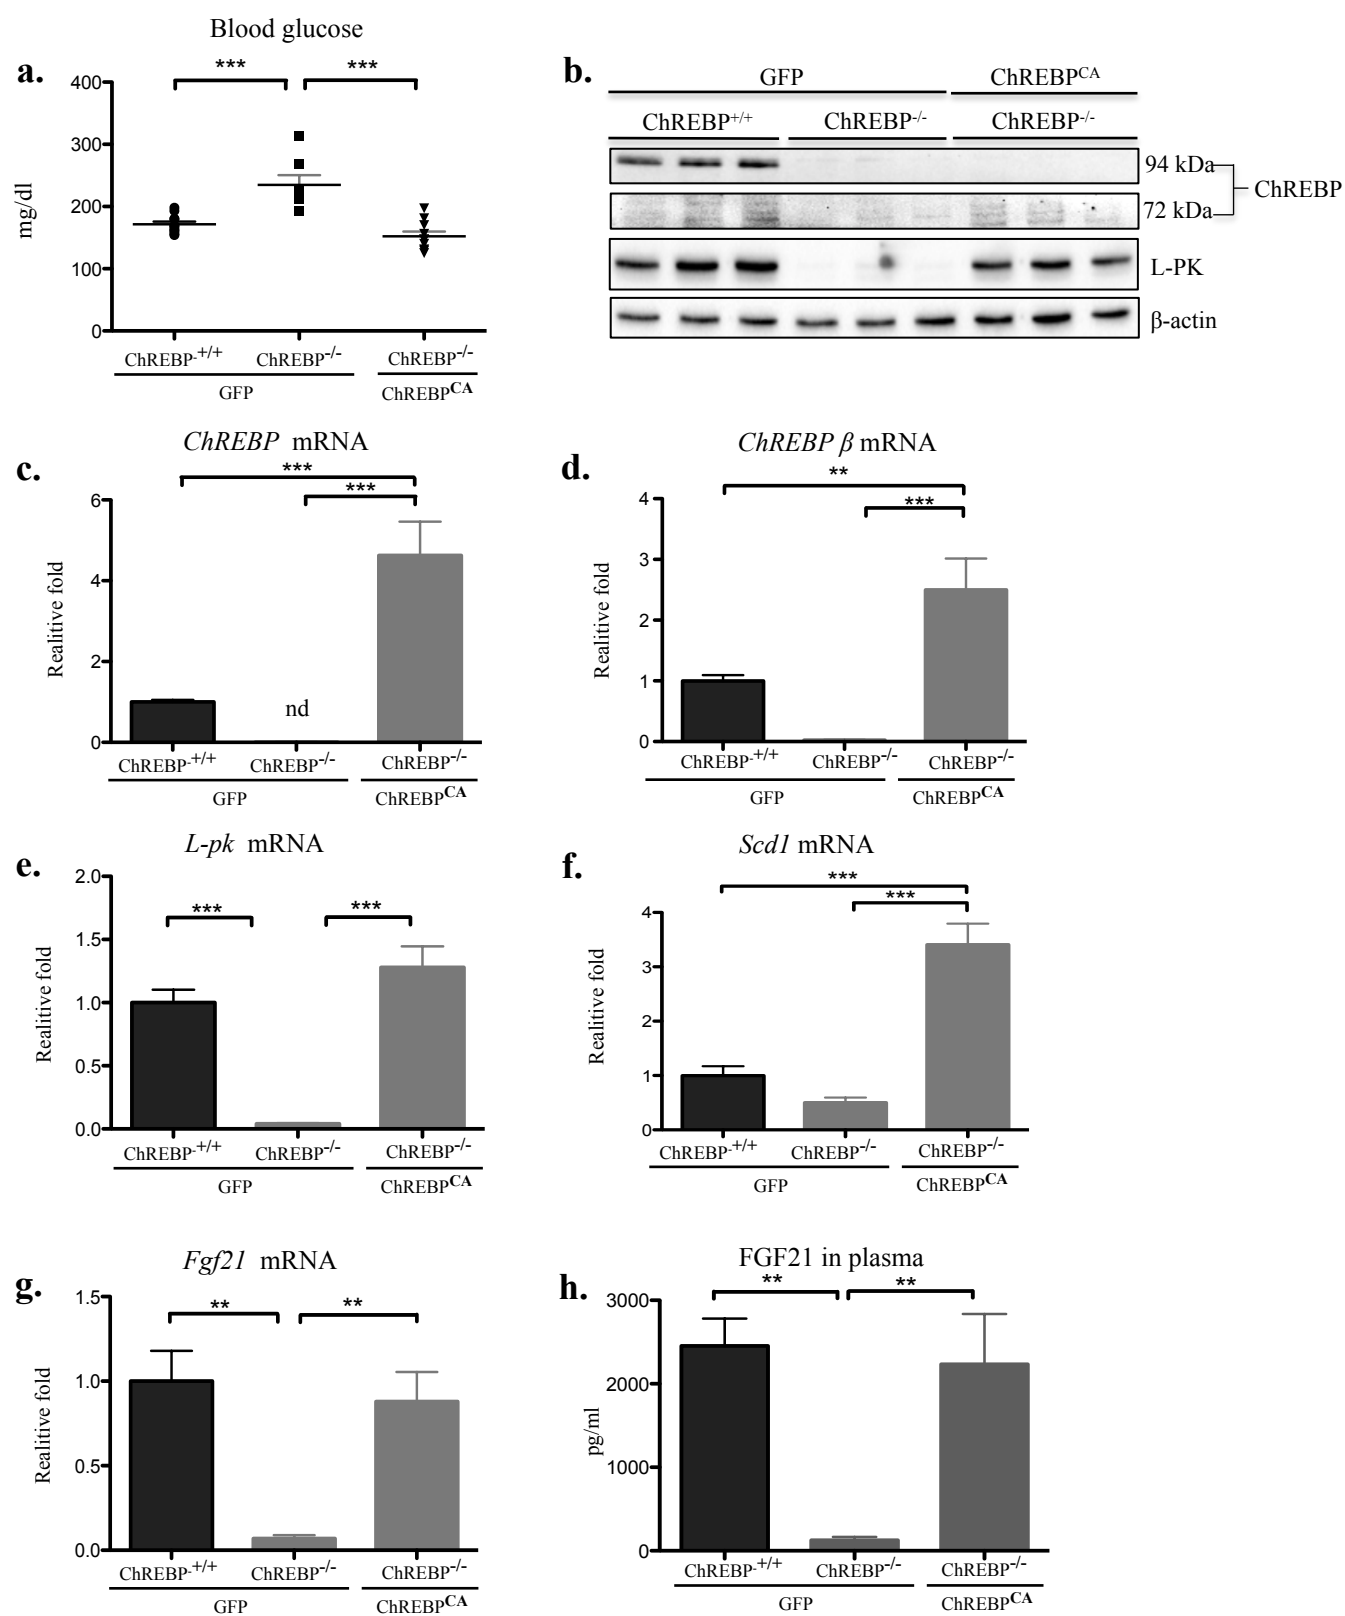 Blood glucose
a.
*** ***
400
300
200
100
0
mg/dl
ChREBP-+/+ ChREBP-/- ChREBP-/-
GFP ChREBPCA
b.
GFP ChREBPCA
ChREBP+/+ ChREBP-/- ChREBP-/-
94 kDa
ChREBP
72 kDa
L-PK
β-actin
ChREBP mRNA
c.
***
***
6
4
2
0
Realitive fold
nd
ChREBP-+/+ ChREBP-/- ChREBP-/-
GFP ChREBPCA
ChREBP β mRNA
d.
**
***
4
3
2
1
0
Realitive fold
ChREBP-+/+ ChREBP-/- ChREBP-/-
GFP ChREBPCA
L-pk mRNA
e.
*** ***
2.0
1.5
1.0
0.5
0.0
Realitive fold
ChREBP-+/+ ChREBP-/- ChREBP-/-
GFP ChREBPCA
Scd1 mRNA
f.
***
***
4
3
2
1
0
Realitive fold
ChREBP-+/+ ChREBP-/- ChREBP-/-
GFP ChREBPCA
Fgf21 mRNA
g.
** **
1.5
1.0
0.5
0.0
Realitive fold
ChREBP-+/+ ChREBP-/- ChREBP-/-
GFP ChREBPCA
FGF21 in plasma
h.
** **
3000
2000
1000
0
pg/ml
ChREBP-+/+ ChREBP-/- ChREBP-/-
GFP ChREBPCA